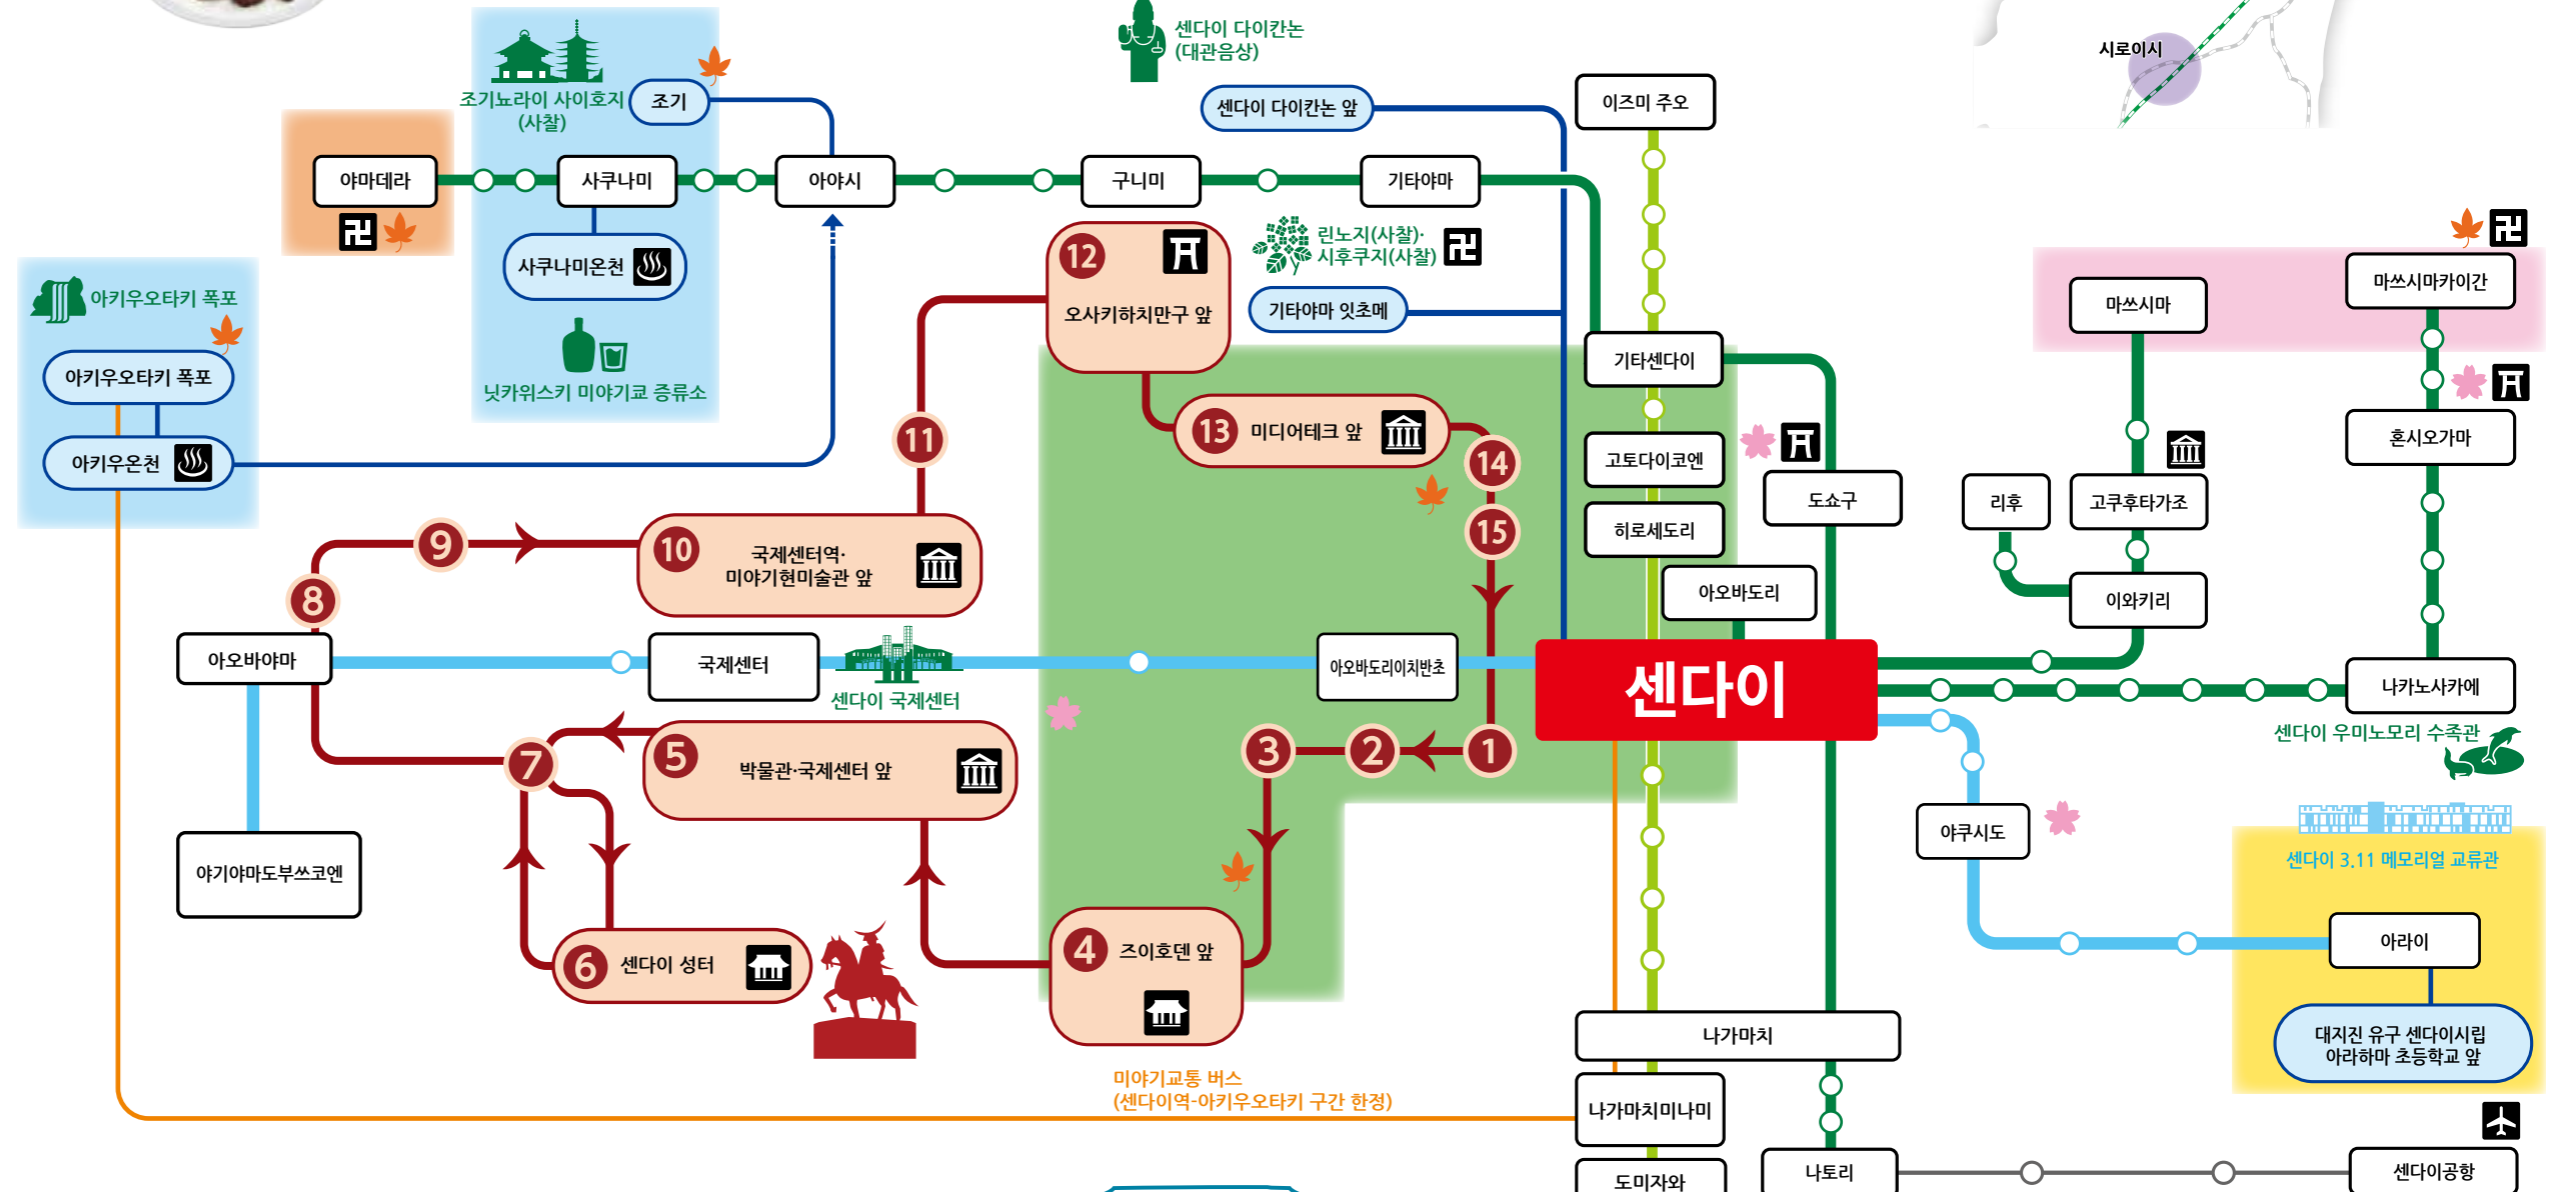 센다이 다이칸논
(대관음상)
시로이시
조기뇨라이 사이호지
(사찰)
조기
센다이 다이칸논 앞
이즈미 주오
야마데라
사쿠나미
아야시
구니미
기타야마
사쿠나미온천
12
오사키하치만구 앞
린노지(사찰)·
시후쿠지(사찰)
기타야마 잇초메
마쓰시마
마쓰시마카이간
아키우오타키 폭포
아키우오타키 폭포
닛카위스키 미야기쿄 증류소
기타센다이
아키우온천
11
13 미디어테크 앞
14
고토다이코엔
혼시오가마
도쇼구
리후
고쿠후타가조
15
히로세도리
9
10
국제센터역·
미야기현미술관 앞
8
아오바도리
이와키리
아오바야마
국제센터
센다이 국제센터
아오바도리이치반초
센다이
나카노사카에
센다이 우미노모리 수족관
7
5
박물관·국제센터 앞
3
2
1
야쿠시도
센다이 3.11 메모리얼 교류관
야기야마도부쓰코엔
아라이
6 센다이 성터
4 즈이호덴 앞
나가마치
대지진 유구 센다이시립
아라하마 초등학교 앞
미야기교통 버스
(센다이역-아키우오타키 구간 한정)
나가마치미나미
도미자와
나토리
센다이공항